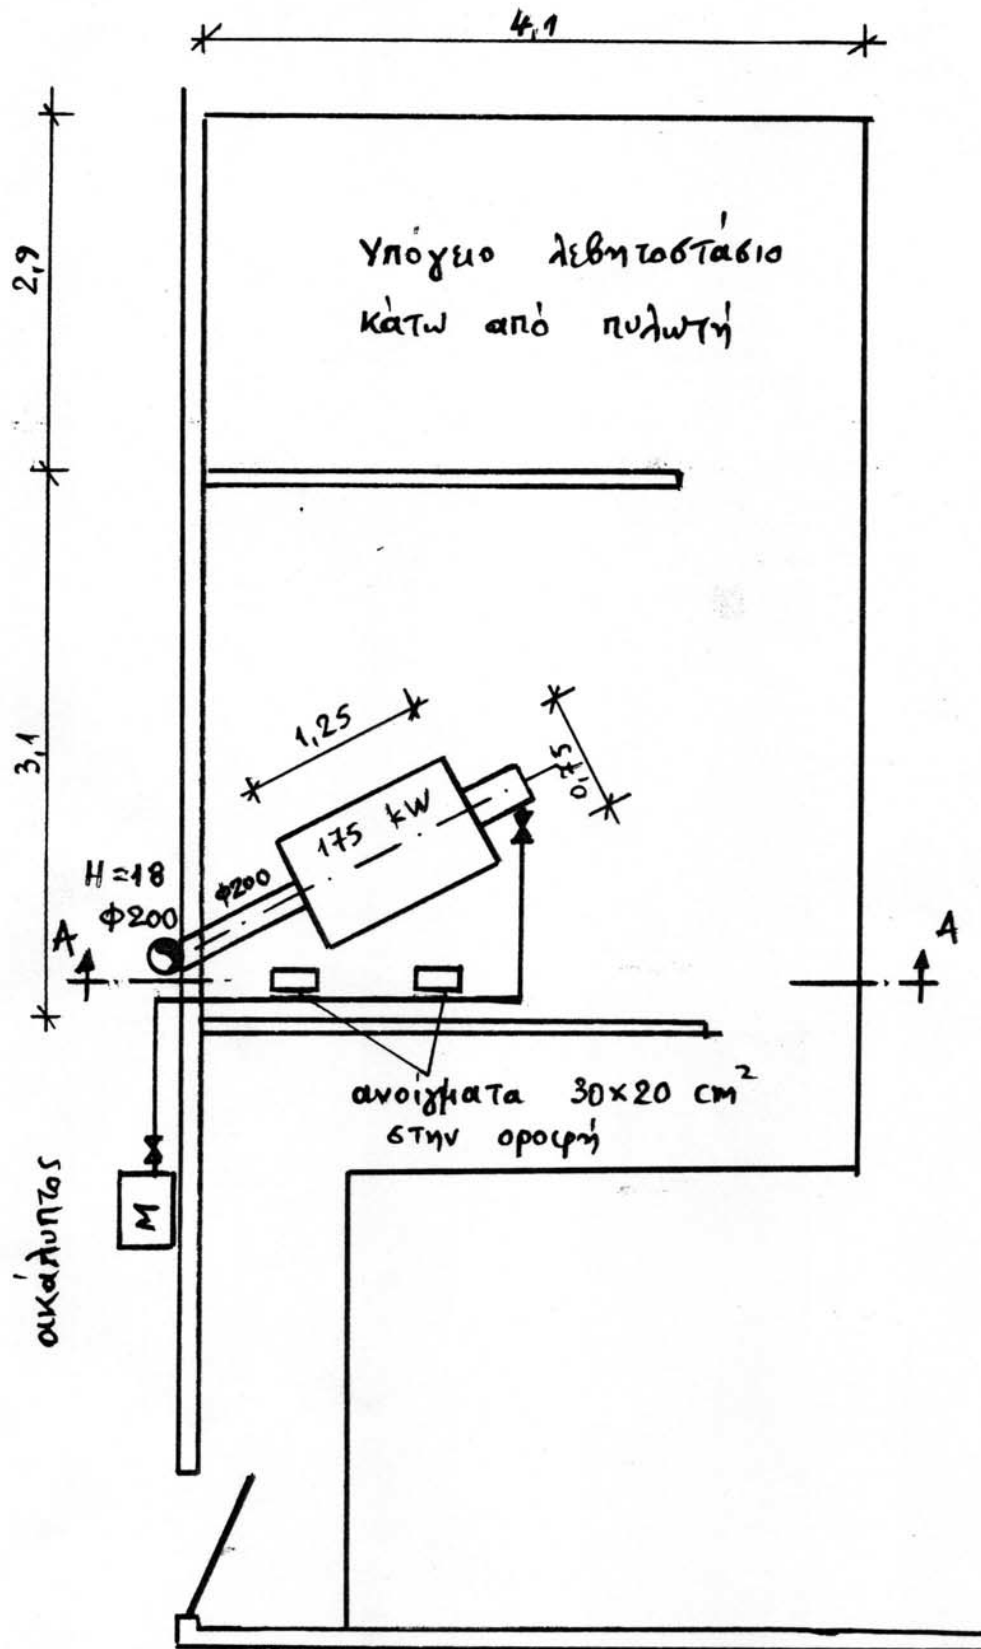 4,1
2,9
Υπόγειο λεβητοστάσιο
κάτω από πυλωτή
3,1
1,25
0,75
175 kW
H=18
φ200
φ200
A
A
ανοίγματα 30×20 cm²
στην οροφή
M
ακάλυπτος